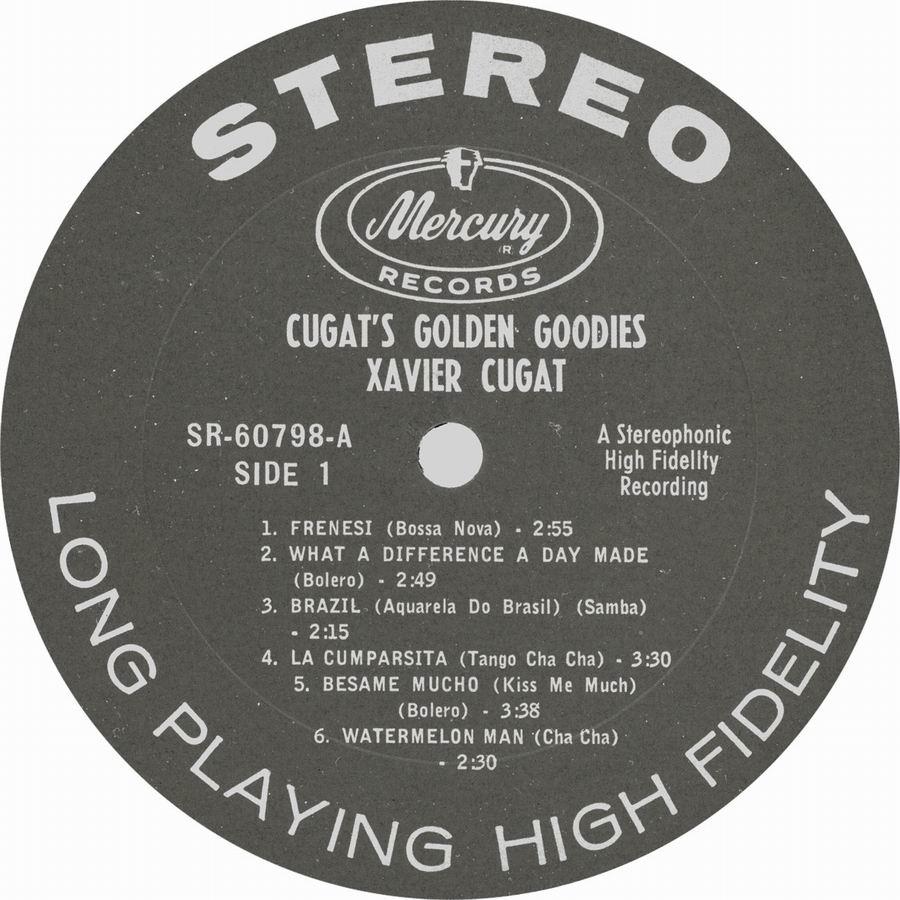 STEREO
Mercury
(R)
RECORDS
CUGAT'S GOLDEN GOODIES
XAVIER CUGAT
SR-60798-A
SIDE 1
A Stereophonic
High Fidelity
Recording
1. FRENESI (Bossa Nova) - 2:55
2. WHAT A DIFFERENCE A DAY MADE
(Bolero) - 2:49
3. BRAZIL (Aquarela Do Brasil) (Samba)
- 2:15
4. LA CUMPARSITA (Tango Cha Cha) - 3:30
5. BESAME MUCHO (Kiss Me Much)
(Bolero) - 3:38
6. WATERMELON MAN (Cha Cha)
- 2:30
LONG PLAYING HIGH FIDELITY